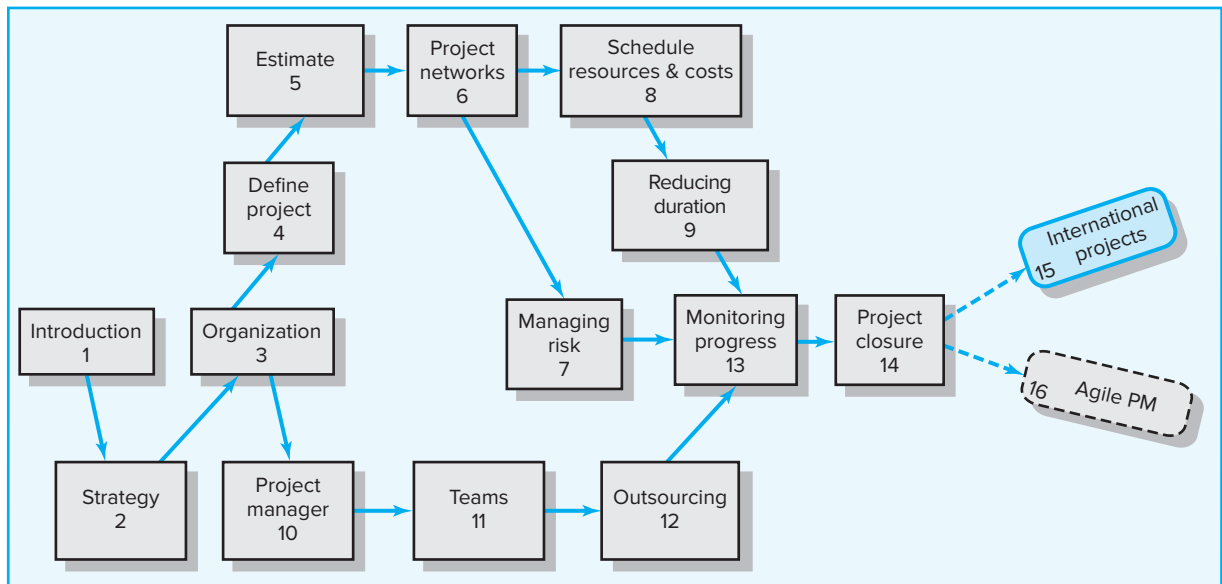 Estimate
5
Project
networks
6
Schedule
resources & costs
8
Define
project
4
Reducing
duration
9
International
projects
15
Introduction
1
Organization
3
Managing
risk
7
Monitoring
progress
13
Project
closure
14
16
Agile PM
Strategy
2
Project
manager
10
Teams
11
Outsourcing
12